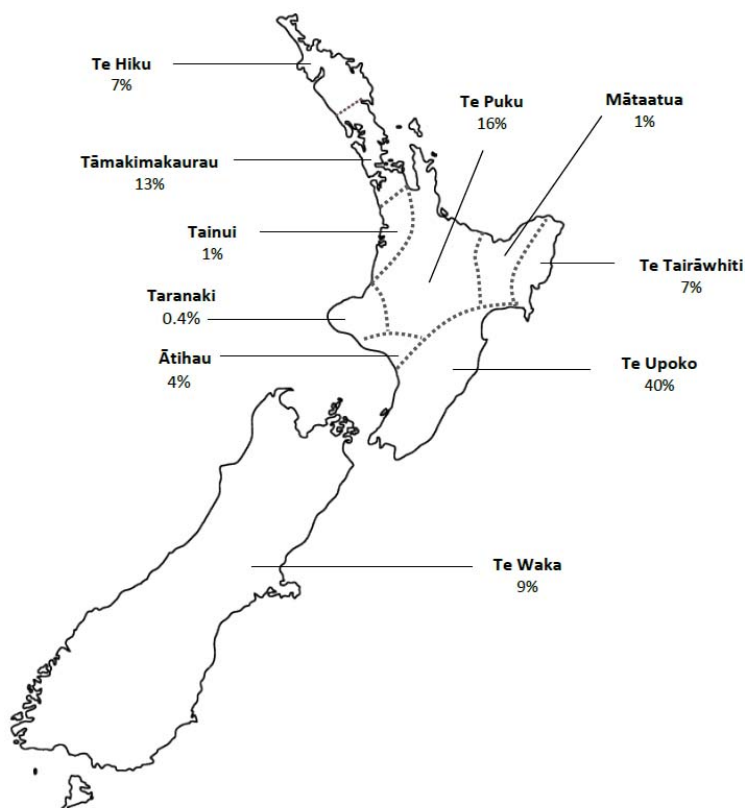 Te Hiku
7%
Te Puku
16%
Mātaatua
1%
Tāmakimakaurau
13%
Tainui
1%
Te Tairāwhiti
7%
Taranaki
0.4%
Ātihau
4%
Te Upoko
40%
Te Waka
9%